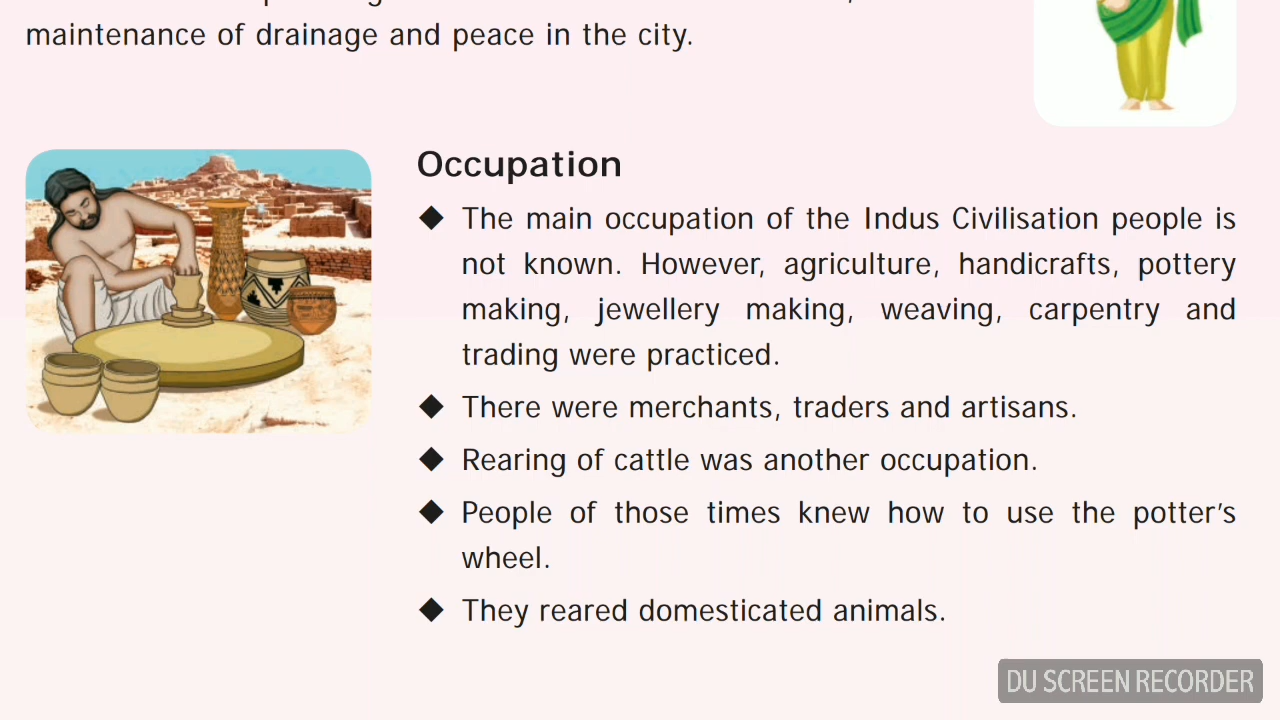 maintenance of drainage and peace in the city.
Occupation
◆ The main occupation of the Indus Civilisation people is
not known. However, agriculture, handicrafts, pottery
making, jewellery making, weaving, carpentry and
trading were practiced.
◆ There were merchants, traders and artisans.
◆ Rearing of cattle was another occupation.
◆ People of those times knew how to use the potter's
wheel.
◆ They reared domesticated animals.
DU SCREEN RECORDER